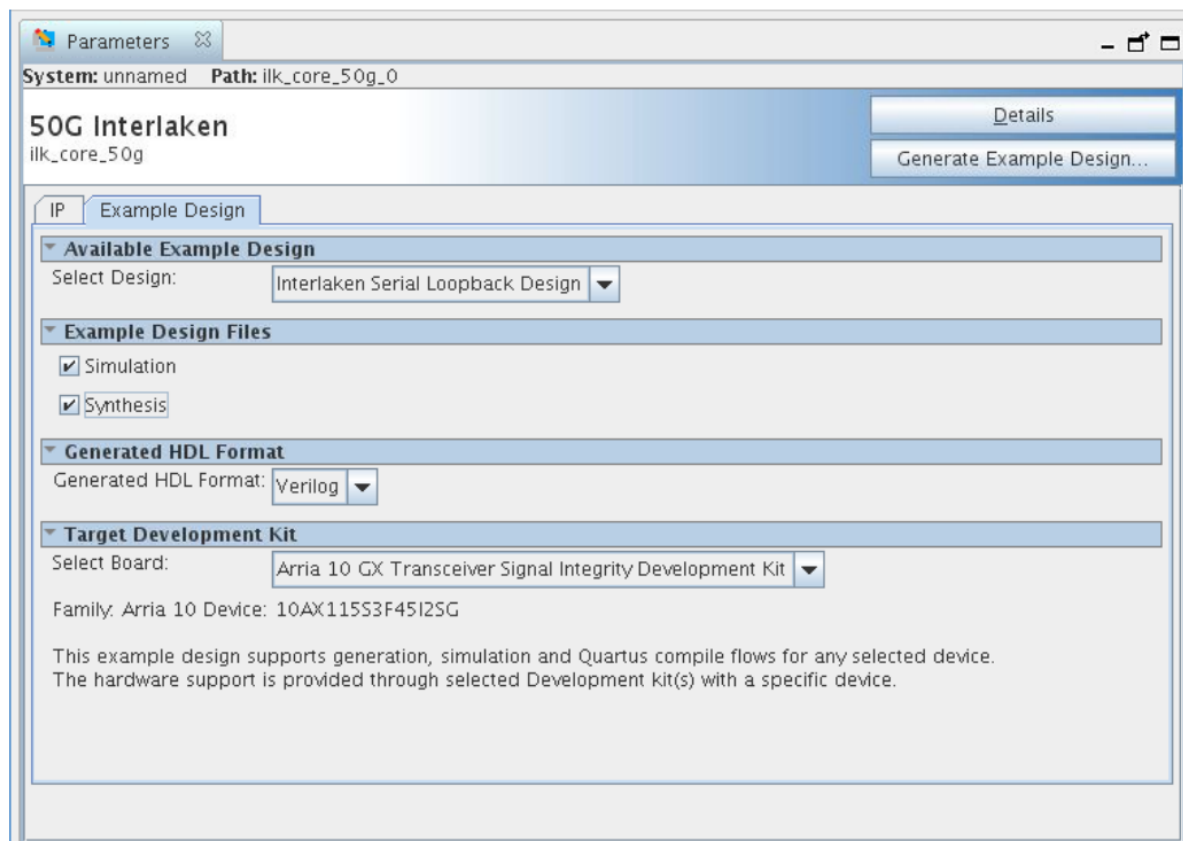 Parameters
System: unnamed Path: ilk_core_50g_0
50G Interlaken
ilk_core_50g
Details
Generate Example Design...
IP Example Design
Available Example Design
Select Design: Interlaken Serial Loopback Design
Example Design Files
Simulation
Synthesis
Generated HDL Format
Generated HDL Format: Verilog
Target Development Kit
Select Board: Arria 10 GX Transceiver Signal Integrity Development Kit
Family: Arria 10 Device: 10AX115S3F45I2SG
This example design supports generation, simulation and Quartus compile flows for any selected device.
The hardware support is provided through selected Development kit(s) with a specific device.